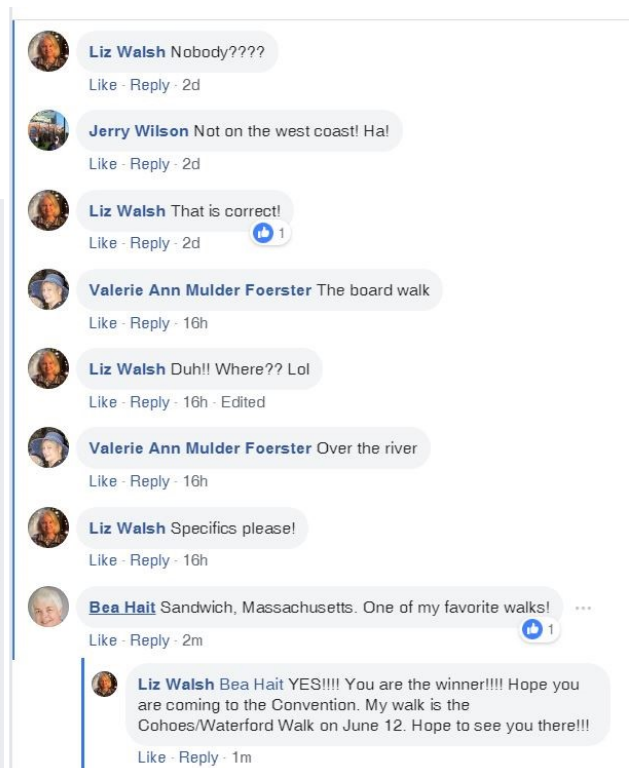 Liz Walsh Nobody????
Like · Reply · 2d
Jerry Wilson Not on the west coast! Ha!
Like · Reply · 2d
Liz Walsh That is correct!
1
Like · Reply · 2d
Valerie Ann Mulder Foerster The board walk
Like · Reply · 16h
Liz Walsh Duh!! Where?? Lol
Like · Reply · 16h · Edited
Valerie Ann Mulder Foerster Over the river
Like · Reply · 16h
Liz Walsh Specifics please!
Like · Reply · 16h
Bea Hait Sandwich, Massachusetts. One of my favorite walks!
1
Like · Reply · 2m
Liz Walsh Bea Hait YES!!!! You are the winner!!!! Hope you
are coming to the Convention. My walk is the
Cohoes/Waterford Walk on June 12. Hope to see you there!!!
Like · Reply · 1m